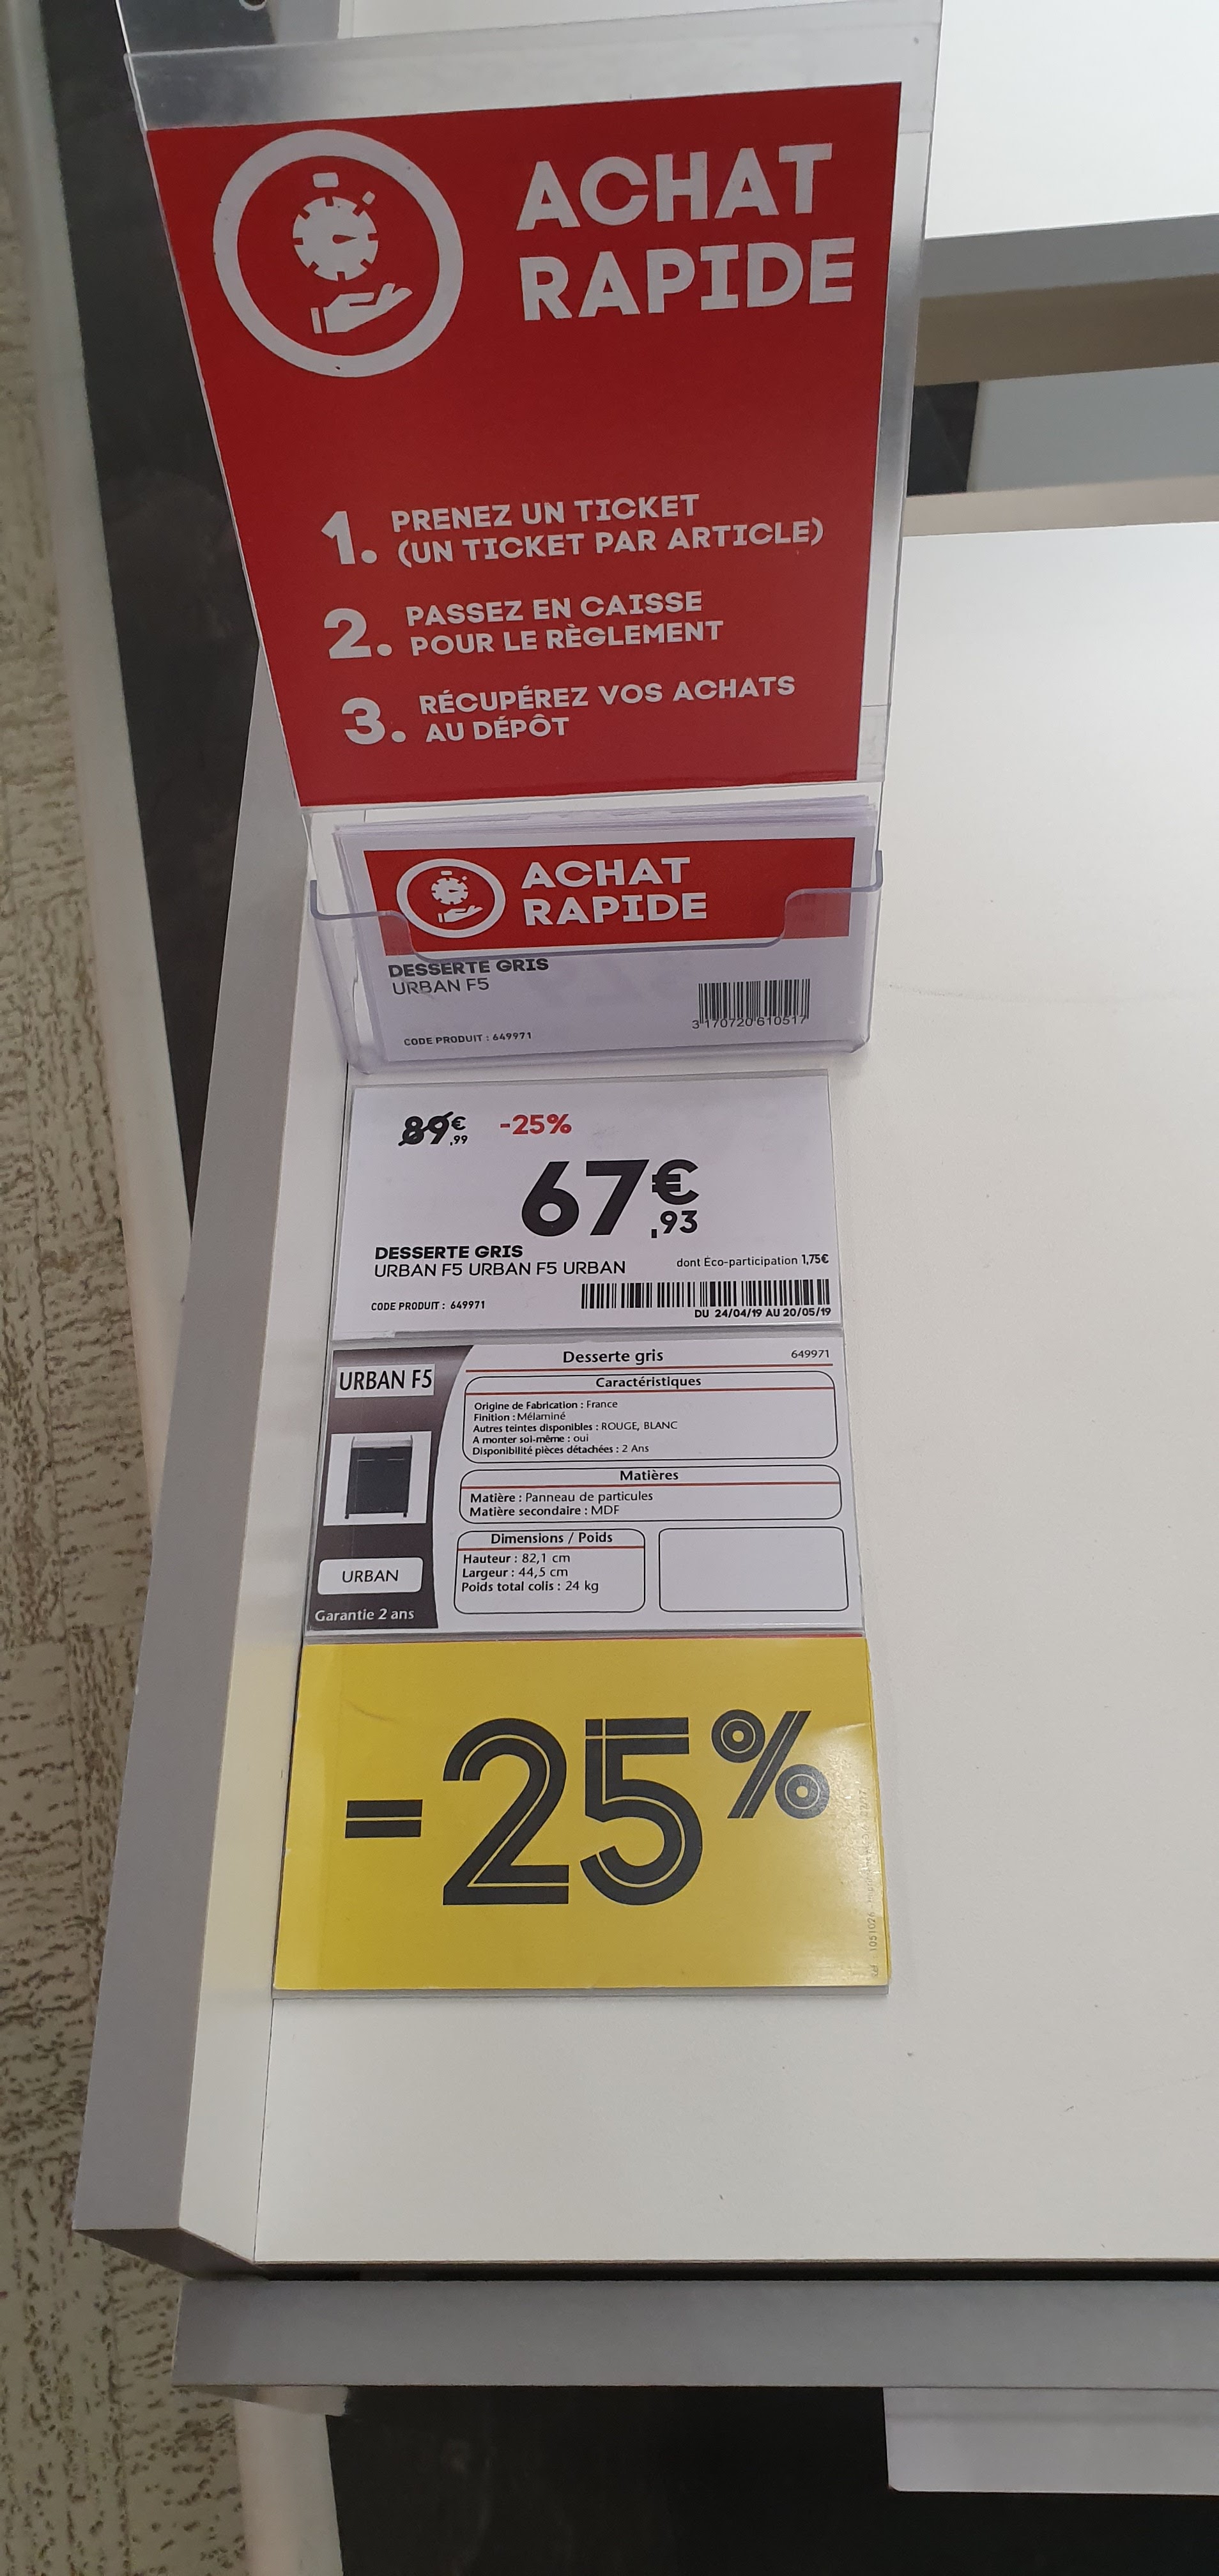 ACHAT
RAPIDE
1. PRENEZ UN TICKET
(UN TICKET PAR ARTICLE)
2. PASSEZ EN CAISSE
POUR LE RÈGLEMENT
3. RÉCUPÉREZ VOS ACHATS
AU DÉPÔT
ACHAT
RAPIDE
DESSERTE GRIS
URBAN F5
3 170720 610517
CODE PRODUIT : 649971
89€,99 -25%
67€,93
DESSERTE GRIS
URBAN F5 URBAN F5 URBAN
dont Éco-participation 1,75€
CODE PRODUIT : 649971
DU 24/04/19 AU 20/05/19
URBAN F5
Desserte gris 649971
Caractéristiques
Origine de Fabrication : France
Finition : Mélaminé
Autres teintes disponibles : ROUGE, BLANC
A monter soi-même : oui
Disponibilité pièces détachées : 2 Ans
Matières
Matière : Panneau de particules
Matière secondaire : MDF
Dimensions / Poids
Hauteur : 82,1 cm
Largeur : 44,5 cm
Poids total colis : 24 kg
URBAN
Garantie 2 ans
-25%
1051026